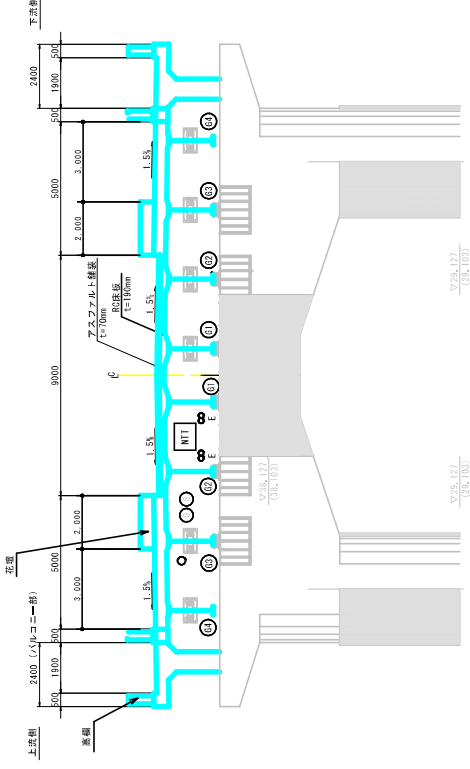 上流側
下流側
2400 (バルコニー部)
2400
500
1900
500
5000
9000
5000
500
1900
500
3,000
2,000
2,000
3,000
花壇
高欄
アスファルト舗装
t=70mm
RC床板
t=190mm
1.5%
1.5%
1.5%
1.5%
NTT
E
E
G4
G3
G2
G1
G1
G2
G3
G4
▽38,127
(38,103)
▽29,127
(29,103)
▽29,127
(29,103)